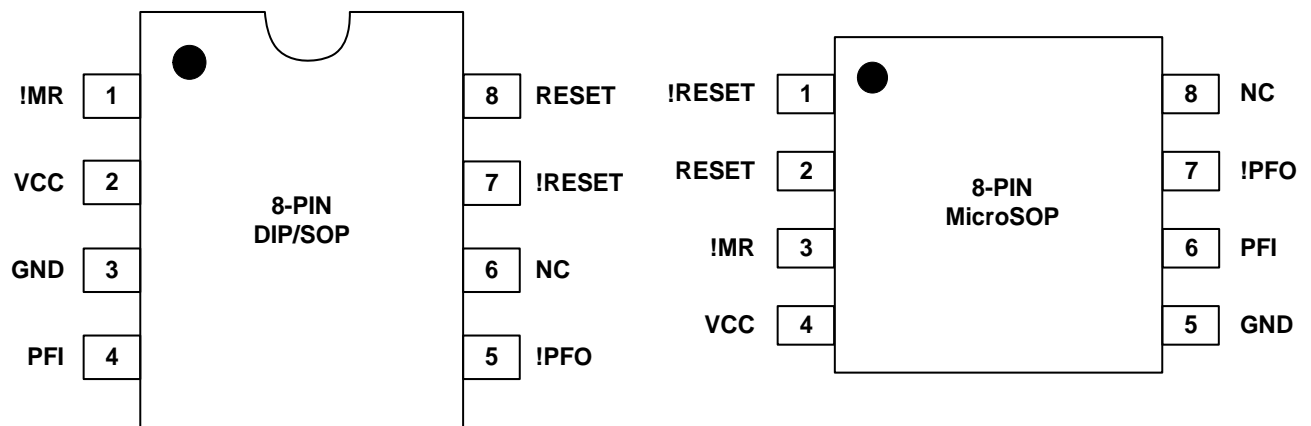 !MR 1
VCC 2
GND 3
PFI 4
8-PIN
DIP/SOP
8 RESET
7 !RESET
6 NC
5 !PFO
!RESET 1
RESET 2
!MR 3
VCC 4
8-PIN
MicroSOP
8 NC
7 !PFO
6 PFI
5 GND